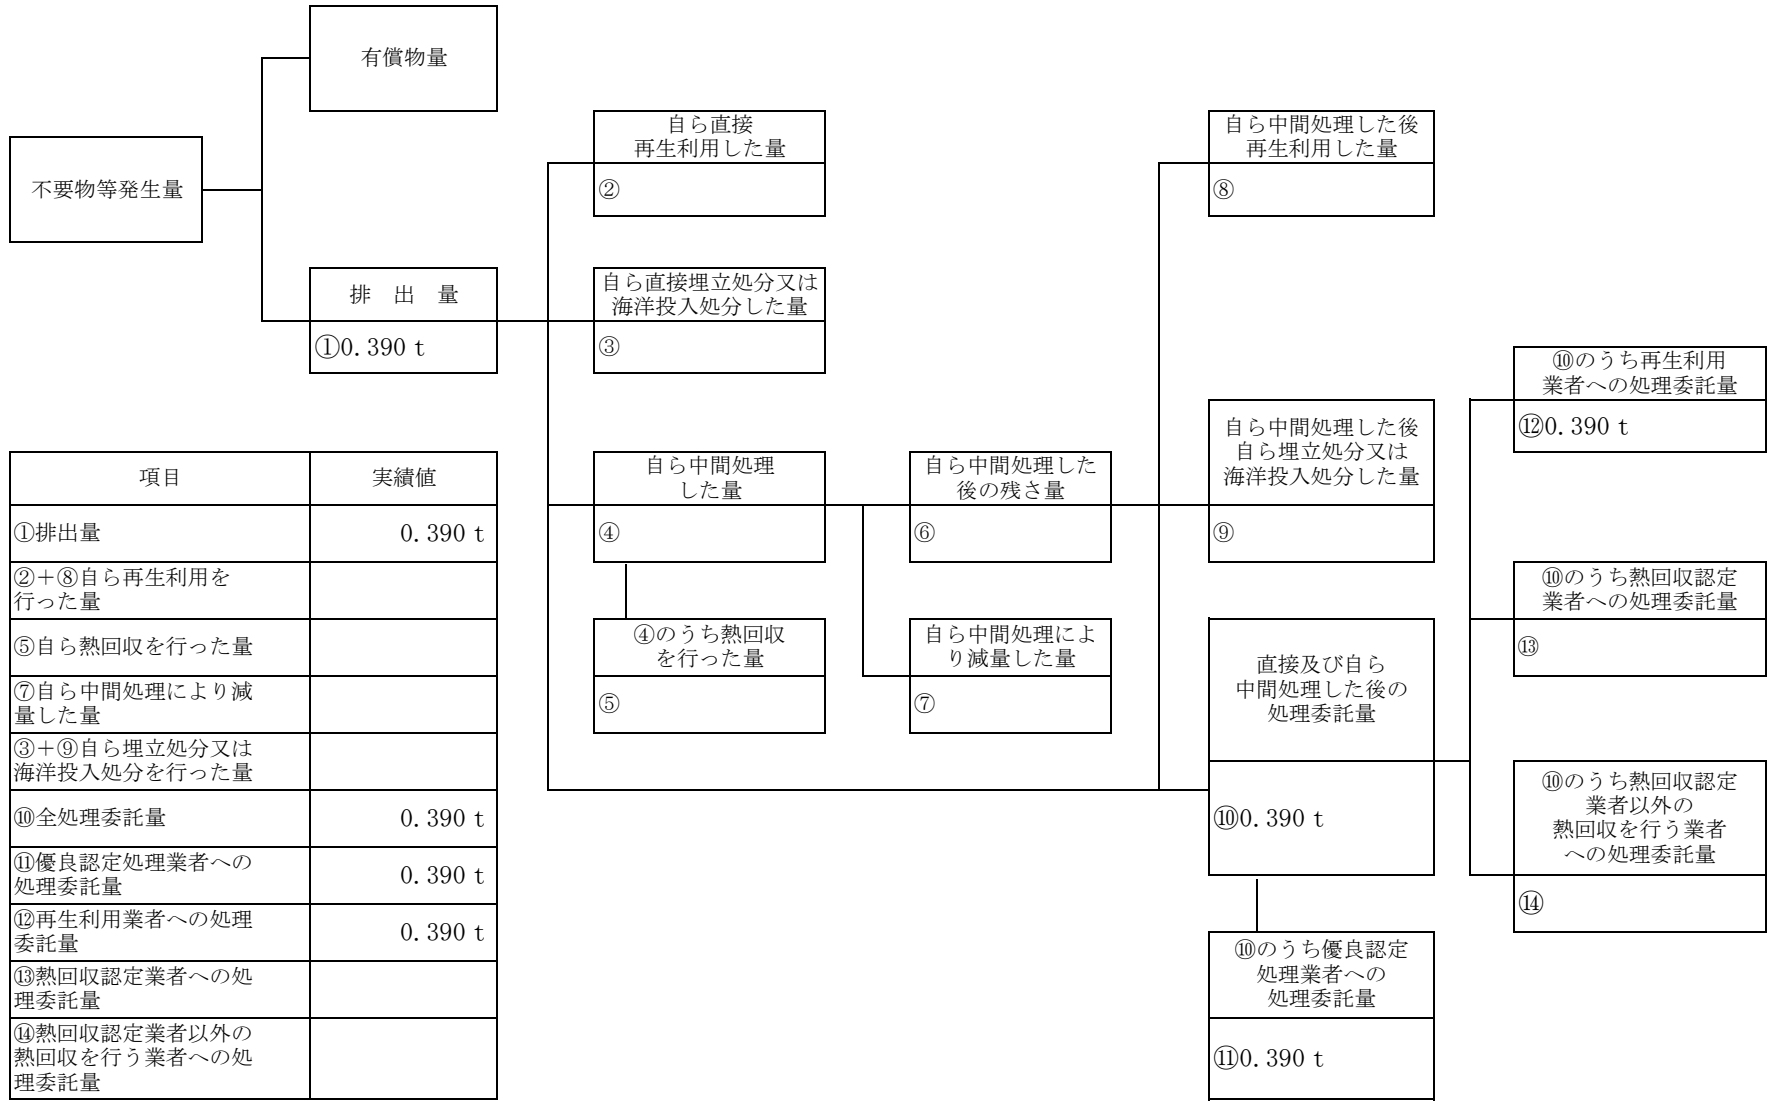 有償物量
不要物等発生量
排 出 量
①0.390 t
自ら直接
再生利用した量
②
自ら直接埋立処分又は
海洋投入処分した量
③
自ら中間処理
した量
④
④のうち熱回収
を行った量
⑤
自ら中間処理した
後の残さ量
⑥
自ら中間処理によ
り減量した量
⑦
自ら中間処理した後
再生利用した量
⑧
自ら中間処理した後
自ら埋立処分又は
海洋投入処分した量
⑨
直接及び自ら
中間処理した後の
処理委託量
⑩0.390 t
⑩のうち優良認定
処理業者への
処理委託量
⑪0.390 t
⑩のうち再生利用
業者への処理委託量
⑫0.390 t
⑩のうち熱回収認定
業者への処理委託量
⑬
⑩のうち熱回収認定
業者以外の
熱回収を行う業者
への処理委託量
⑭
項目 実績値
①排出量 0.390 t
②＋⑧自ら再生利用を
行った量
⑤自ら熱回収を行った量
⑦自ら中間処理により減
量した量
③＋⑨自ら埋立処分又は
海洋投入処分を行った量
⑩全処理委託量 0.390 t
⑪優良認定処理業者への
処理委託量 0.390 t
⑫再生利用業者への処理
委託量 0.390 t
⑬熱回収認定業者への処
理委託量
⑭熱回収認定業者以外の
熱回収を行う業者への処
理委託量